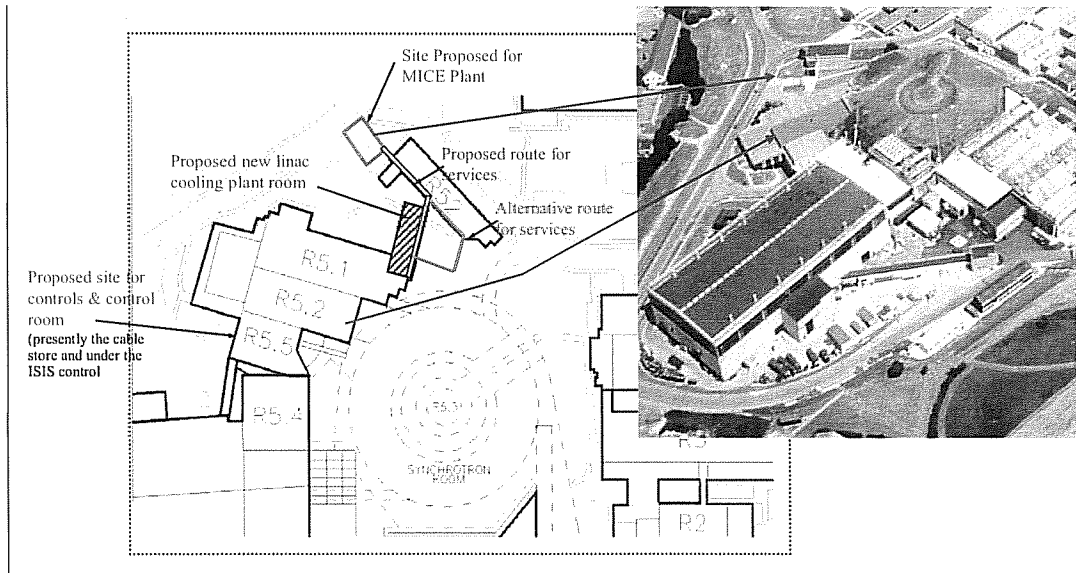 Site Proposed for
MICE Plant
Proposed new linac
cooling plant room
Proposed route for
services
Alternative route
for services
Proposed site for
controls & control
room
(presently the cable
store and under the
ISIS control
R5.1
R5.2
R5.5
R5.4
R5.3
SYNCHROTRON
ROOM
R2